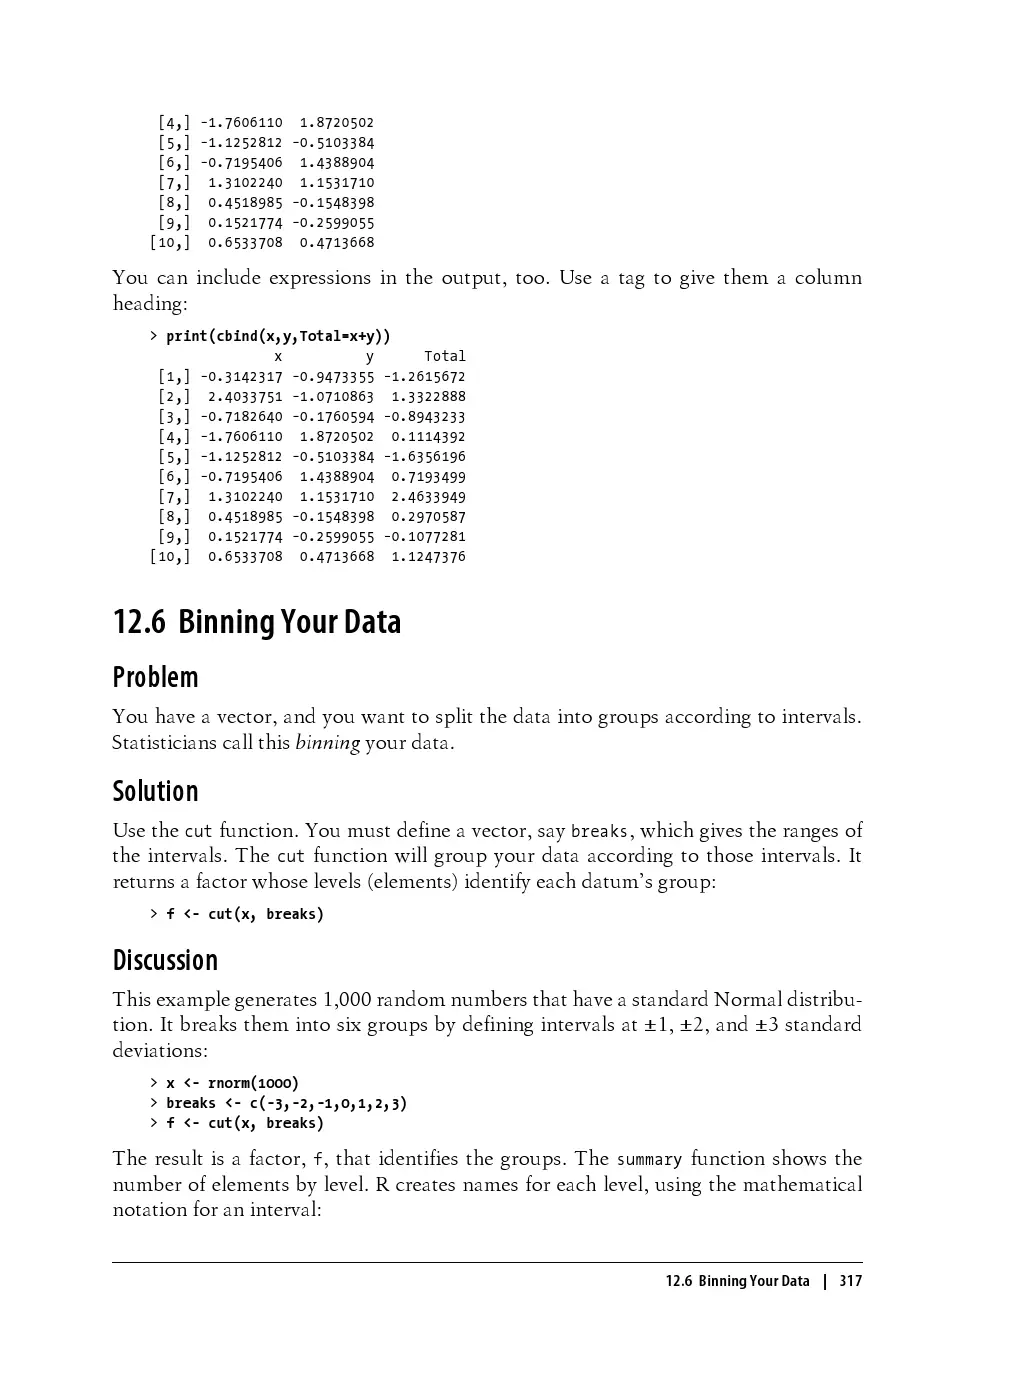 [4,] -1.7606110  1.8720502
[5,] -1.1252812 -0.5103384
[6,] -0.7195406  1.4388904
[7,]  1.3102240  1.1531710
[8,]  0.4518985 -0.1548398
[9,]  0.1521774 -0.2599055
[10,]  0.6533708  0.4713668
You can include expressions in the output, too. Use a tag to give them a column
heading:
> print(cbind(x,y,Total=x+y))
x          y      Total
[1,] -0.3142317 -0.9473355 -1.2615672
[2,]  2.4033751 -1.0710863  1.3322888
[3,] -0.7182640 -0.1760594 -0.8943233
[4,] -1.7606110  1.8720502  0.1114392
[5,] -1.1252812 -0.5103384 -1.6356196
[6,] -0.7195406  1.4388904  0.7193499
[7,]  1.3102240  1.1531710  2.4633949
[8,]  0.4518985 -0.1548398  0.2970587
[9,]  0.1521774 -0.2599055 -0.1077281
[10,]  0.6533708  0.4713668  1.1247376
12.6 Binning Your Data
Problem
You have a vector, and you want to split the data into groups according to intervals.
Statisticians call this binning your data.
Solution
Use the cut function. You must define a vector, say breaks, which gives the ranges of
the intervals. The cut function will group your data according to those intervals. It
returns a factor whose levels (elements) identify each datum’s group:
> f <- cut(x, breaks)
Discussion
This example generates 1,000 random numbers that have a standard Normal distribu-
tion. It breaks them into six groups by defining intervals at ±1, ±2, and ±3 standard
deviations:
> x <- rnorm(1000)
> breaks <- c(-3,-2,-1,0,1,2,3)
> f <- cut(x, breaks)
The result is a factor, f, that identifies the groups. The summary function shows the
number of elements by level. R creates names for each level, using the mathematical
notation for an interval:
12.6 Binning Your Data | 317